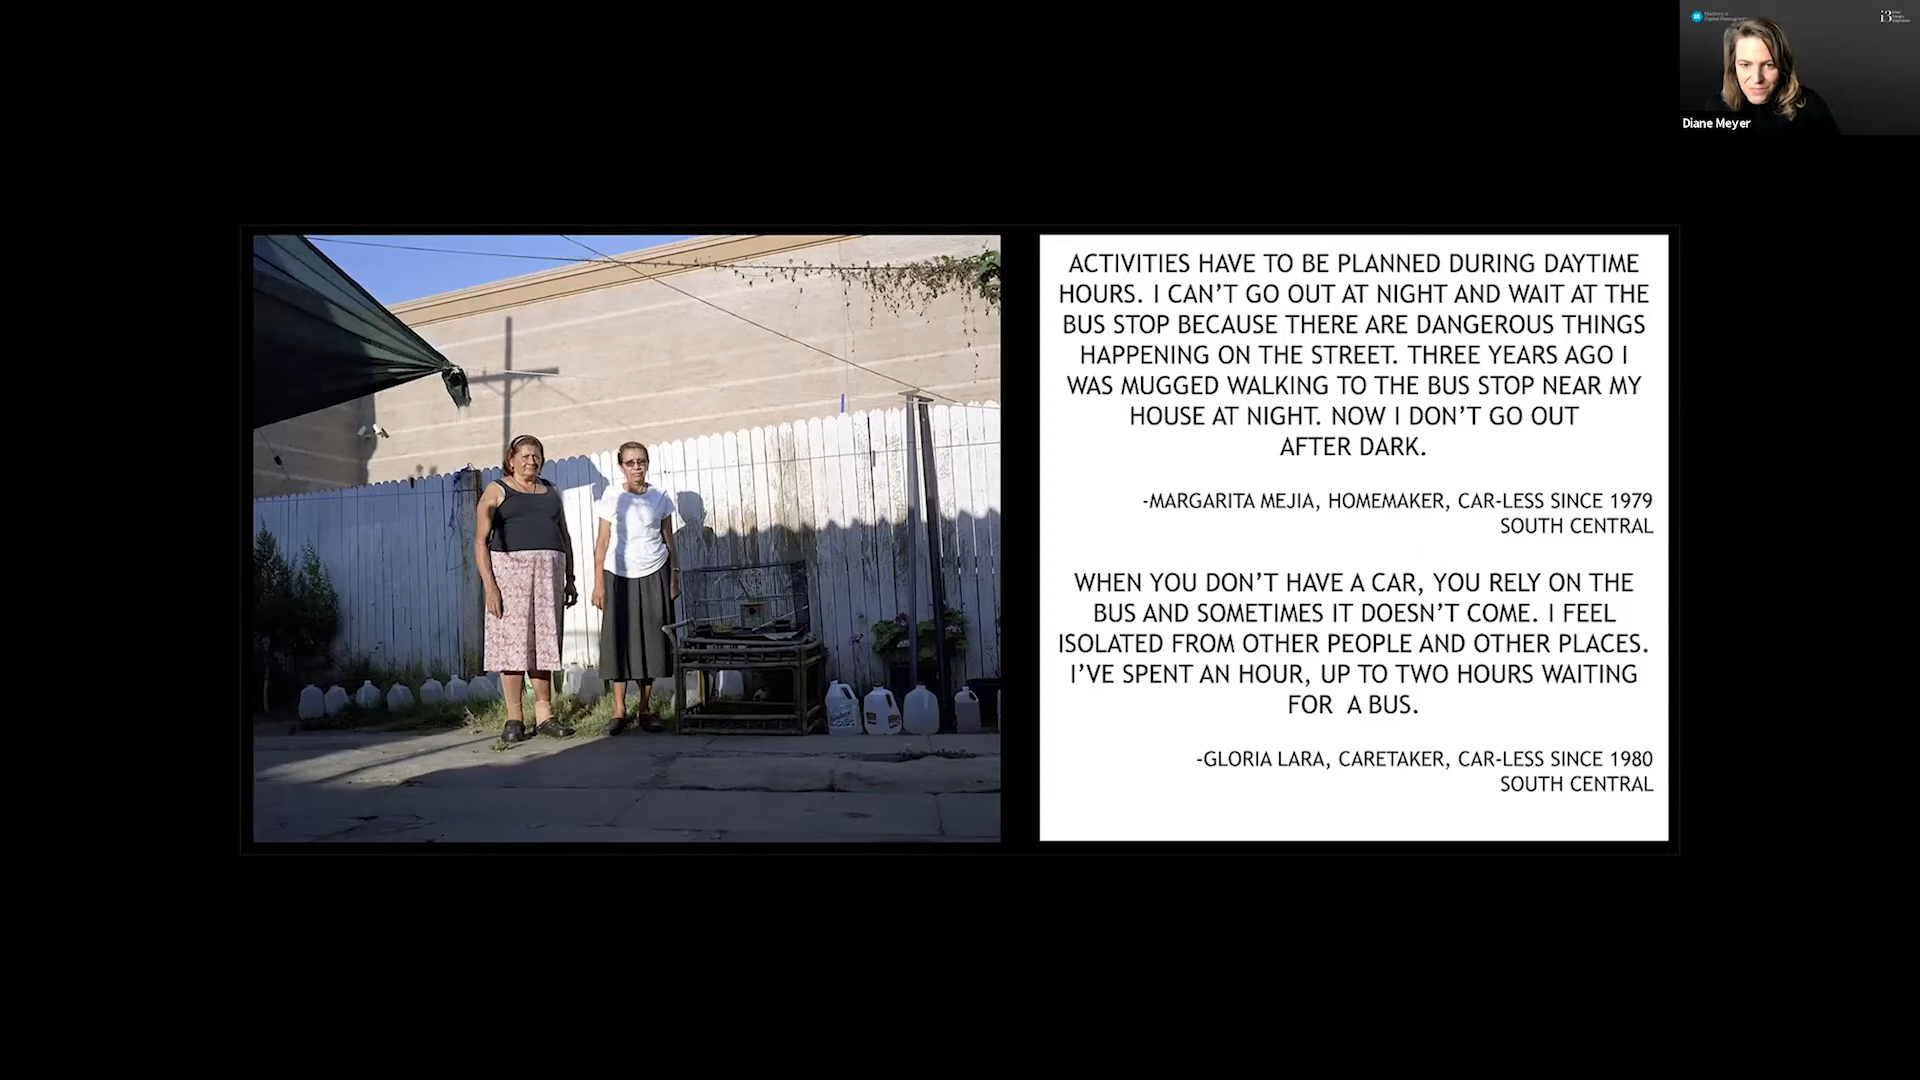 Diane Meyer
ACTIVITIES HAVE TO BE PLANNED DURING DAYTIME
HOURS. I CAN'T GO OUT AT NIGHT AND WAIT AT THE
BUS STOP BECAUSE THERE ARE DANGEROUS THINGS
HAPPENING ON THE STREET. THREE YEARS AGO I
WAS MUGGED WALKING TO THE BUS STOP NEAR MY
HOUSE AT NIGHT. NOW I DON'T GO OUT
AFTER DARK.
-MARGARITA MEJIA, HOMEMAKER, CAR-LESS SINCE 1979
SOUTH CENTRAL
WHEN YOU DON'T HAVE A CAR, YOU RELY ON THE
BUS AND SOMETIMES IT DOESN'T COME. I FEEL
ISOLATED FROM OTHER PEOPLE AND OTHER PLACES.
I'VE SPENT AN HOUR, UP TO TWO HOURS WAITING
FOR  A BUS.
-GLORIA LARA, CARETAKER, CAR-LESS SINCE 1980
SOUTH CENTRAL